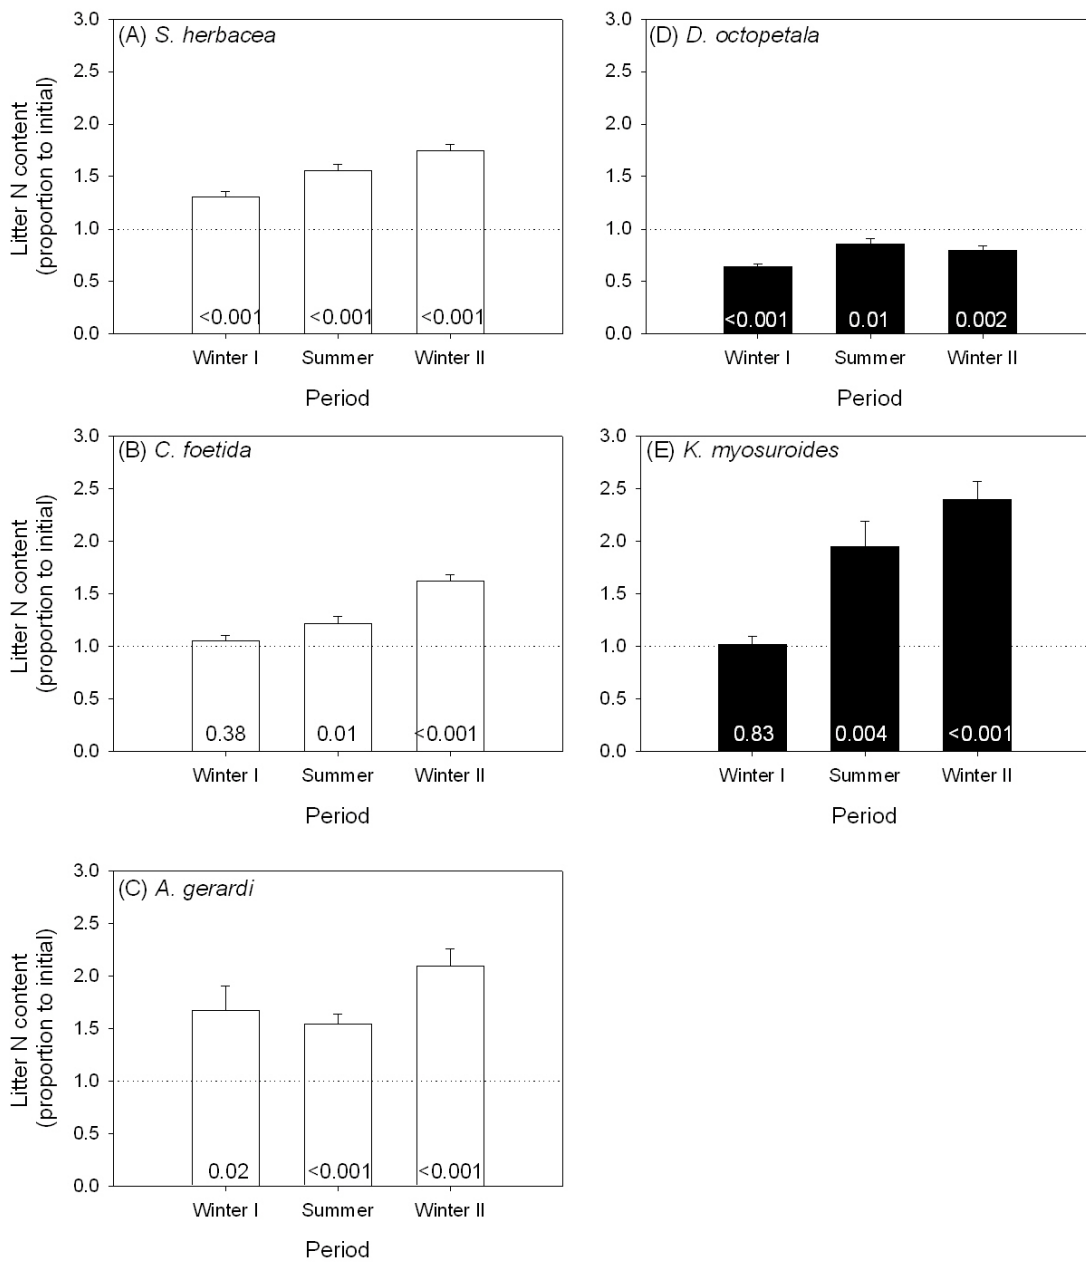 (A) S. herbacea
Litter N content
(proportion to initial)
3.0
2.5
2.0
1.5
1.0
0.5
0.0
<0.001 <0.001 <0.001
Winter I Summer Winter II
Period
(D) D. octopetala
3.0
2.5
2.0
1.5
1.0
0.5
0.0
<0.001 0.01 0.002
Winter I Summer Winter II
Period
(B) C. foetida
Litter N content
(proportion to initial)
3.0
2.5
2.0
1.5
1.0
0.5
0.0
0.38 0.01 <0.001
Winter I Summer Winter II
Period
(E) K. myosuroides
3.0
2.5
2.0
1.5
1.0
0.5
0.0
0.83 0.004 <0.001
Winter I Summer Winter II
Period
(C) A. gerardi
Litter N content
(proportion to initial)
3.0
2.5
2.0
1.5
1.0
0.5
0.0
0.02 <0.001 <0.001
Winter I Summer Winter II
Period